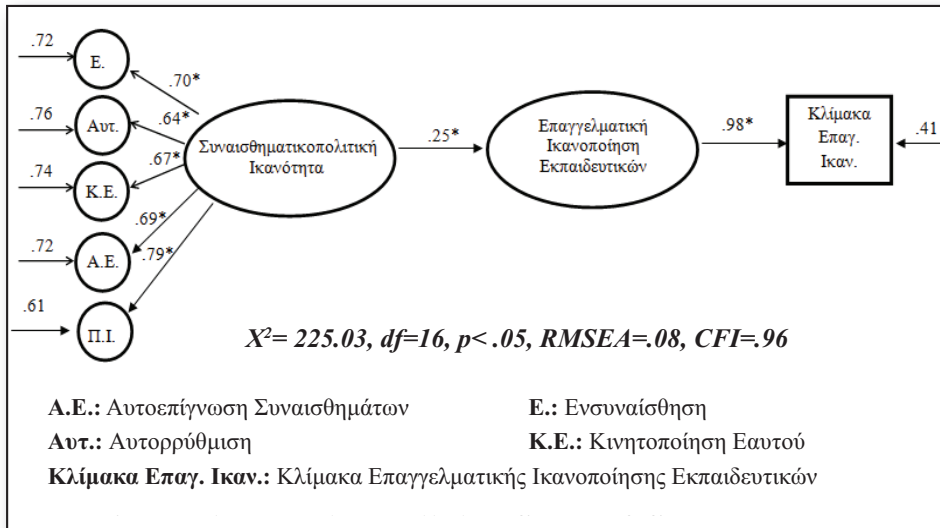 .72
Ε.
.70*
.76
Αυτ.
.64*
.74
Κ.Ε.
.67*
.72
Α.Ε.
.69*
.61
Π.Ι.
.79*
Συναισθηματικοπολιτική
Ικανότητα
.25*
Επαγγελματική
Ικανοποίηση
Εκπαιδευτικών
.98*
Κλίμακα
Επαγ.
Ικαν.
.41
X²= 225.03, df=16, p< .05, RMSEA=.08, CFI=.96
Α.Ε.: Αυτοεπίγνωση Συναισθημάτων
Ε.: Ενσυναίσθηση
Αυτ.: Αυτορρύθμιση
Κ.Ε.: Κινητοποίηση Εαυτού
Κλίμακα Επαγ. Ικαν.: Κλίμακα Επαγγελματικής Ικανοποίησης Εκπαιδευτικών